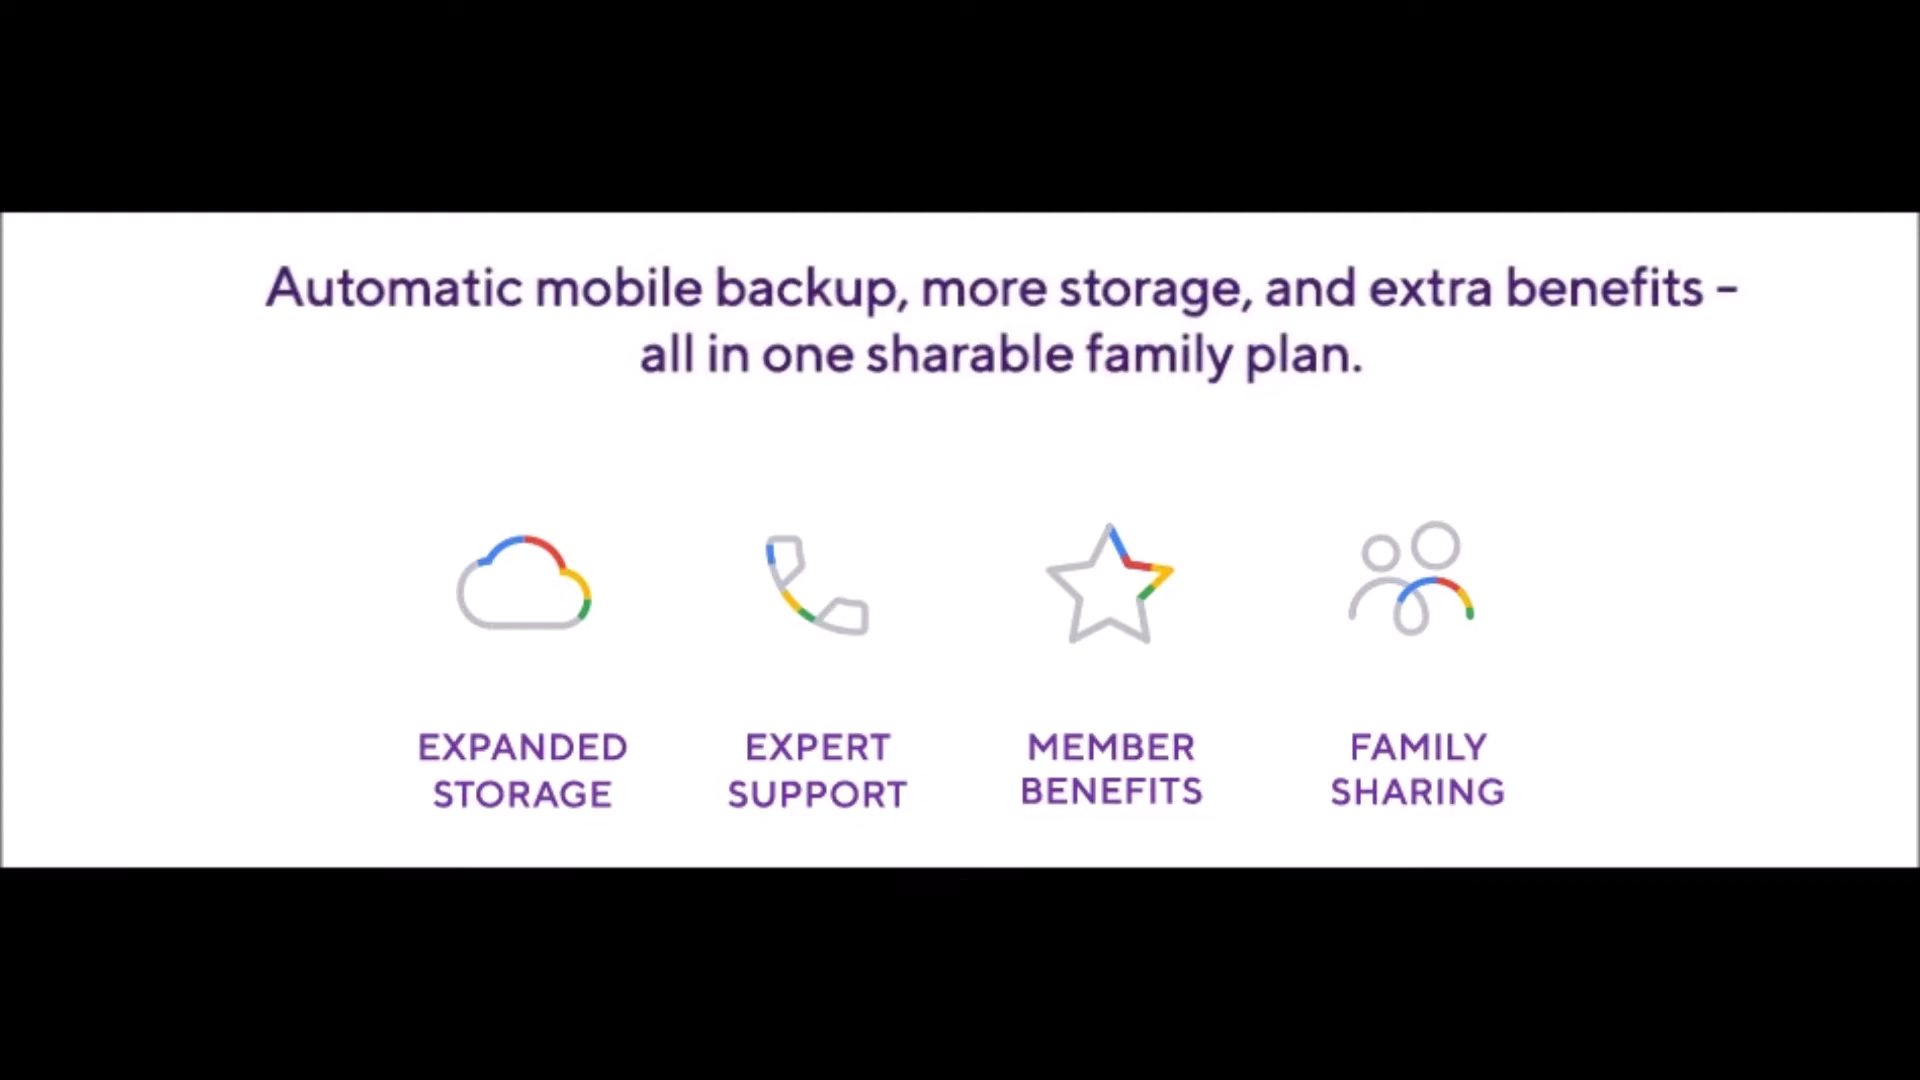 Automatic mobile backup, more storage, and extra benefits –
all in one sharable family plan.
EXPANDED
STORAGE
EXPERT
SUPPORT
MEMBER
BENEFITS
FAMILY
SHARING